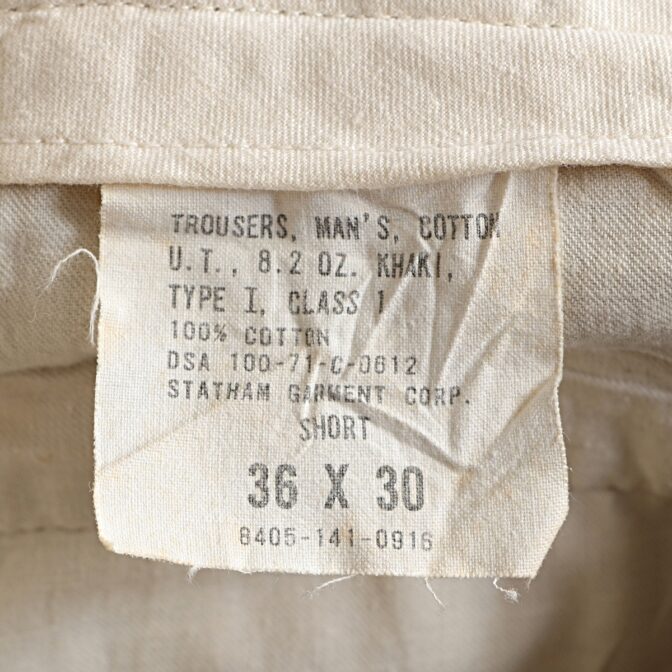 TROUSERS, MAN'S, COTTON
U.T., 8.2 OZ. KHAKI,
TYPE I, CLASS 1
100% COTTON
DSA 100-71-C-0612
STATHAM GARMENT CORP.
SHORT
36 X 30
8405-141-0916